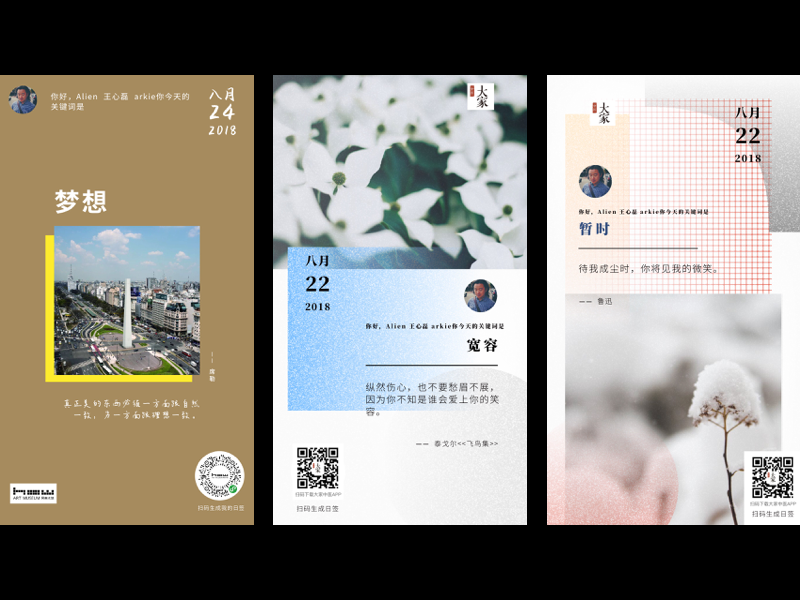 你好，Alien 王心磊 arkie你今天的
关键词是
八月
24
2018
梦想
—— 席勒
真正美的东西必须一方面跟自然
一致，另一方面跟理想一致。
ART MUSEUM
扫码生成我的日签
大家
八月
22
2018
你好，Alien 王心磊 arkie你今天的关键词是
宽容
纵然伤心，也不要愁眉不展，
因为你不知是谁会爱上你的笑
容。
—— 泰戈尔<<飞鸟集>>
扫码下载大家中医APP
扫码生成日签
大家
八月
22
2018
你好，Alien 王心磊 arkie你今天的关键词是
暂时
待我成尘时，你将见我的微笑。
—— 鲁迅
扫码下载大家中医APP
扫码生成日签